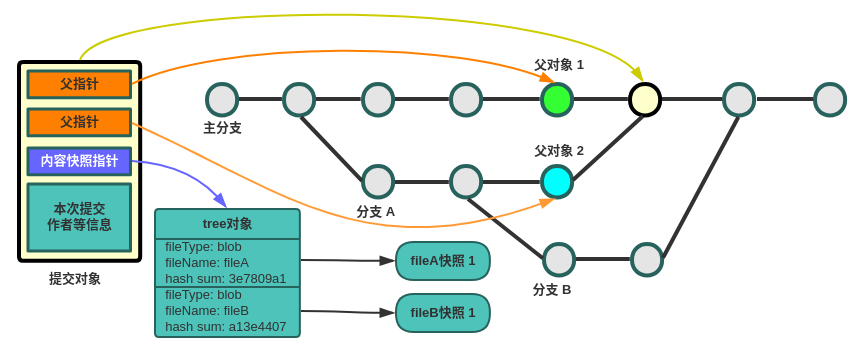 父指针
父指针
内容快照指针
本次提交
作者等信息
提交对象
tree对象
fileType: blob
fileName: fileA
hash sum: 3e7809a1
fileType: blob
fileName: fileB
hash sum: a13e4407
fileA快照 1
fileB快照 1
主分支
父对象 1
父对象 2
分支 A
分支 B